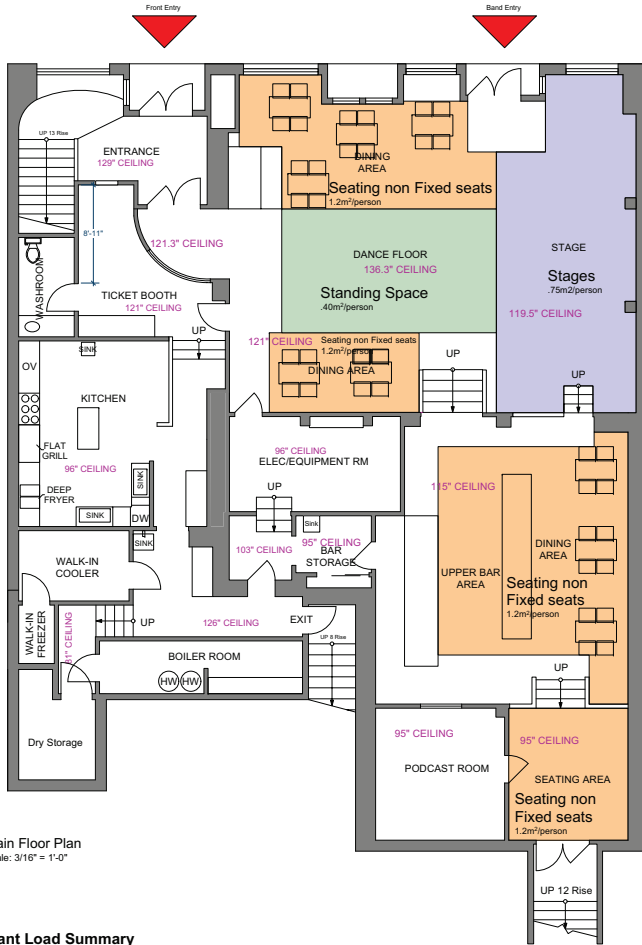 Front Entry
Band Entry
UP 13 Rise
ENTRANCE
129" CEILING
DINING
AREA
Seating non Fixed seats
1.2m²/person
8'-11"
121.3" CEILING
DANCE FLOOR
136.3" CEILING
Standing Space
.40m²/person
STAGE
Stages
.75m2/person
119.5" CEILING
WASHROOM
TICKET BOOTH
121" CEILING
UP
121" CEILING
Seating non Fixed seats
1.2m²/person
DINING AREA
UP
UP
SINK
OV
KITCHEN
FLAT
GRILL
96" CEILING
DEEP
FRYER
SINK
SINK
DW
SINK
96" CEILING
ELEC/EQUIPMENT RM
UP
115" CEILING
DINING
AREA
UPPER BAR
AREA
Seating non
Fixed seats
1.2m²/person
Sink
95" CEILING
103" CEILING
BAR
STORAGE
WALK-IN
COOLER
WALK-IN
FREEZER
81" CEILING
UP
126" CEILING
EXIT
UP 8 Rise
BOILER ROOM
HW
HW
UP
Dry Storage
95" CEILING
PODCAST ROOM
95" CEILING
SEATING AREA
Seating non
Fixed seats
1.2m²/person
ain Floor Plan
ale: 3/16" = 1'-0"
UP 12 Rise
ant Load Summary